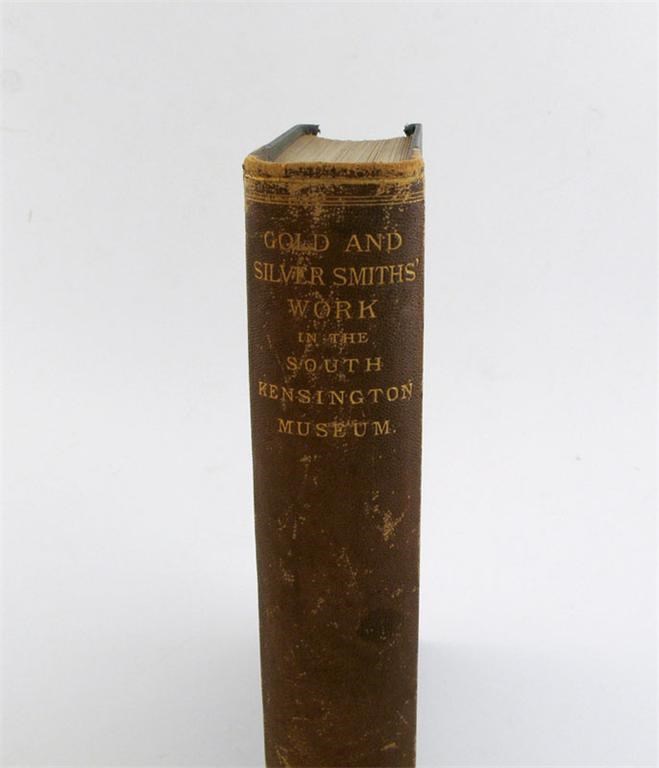 GOLD AND
SILVER SMITHS'
WORK
IN THE
SOUTH
KENSINGTON
MUSEUM.